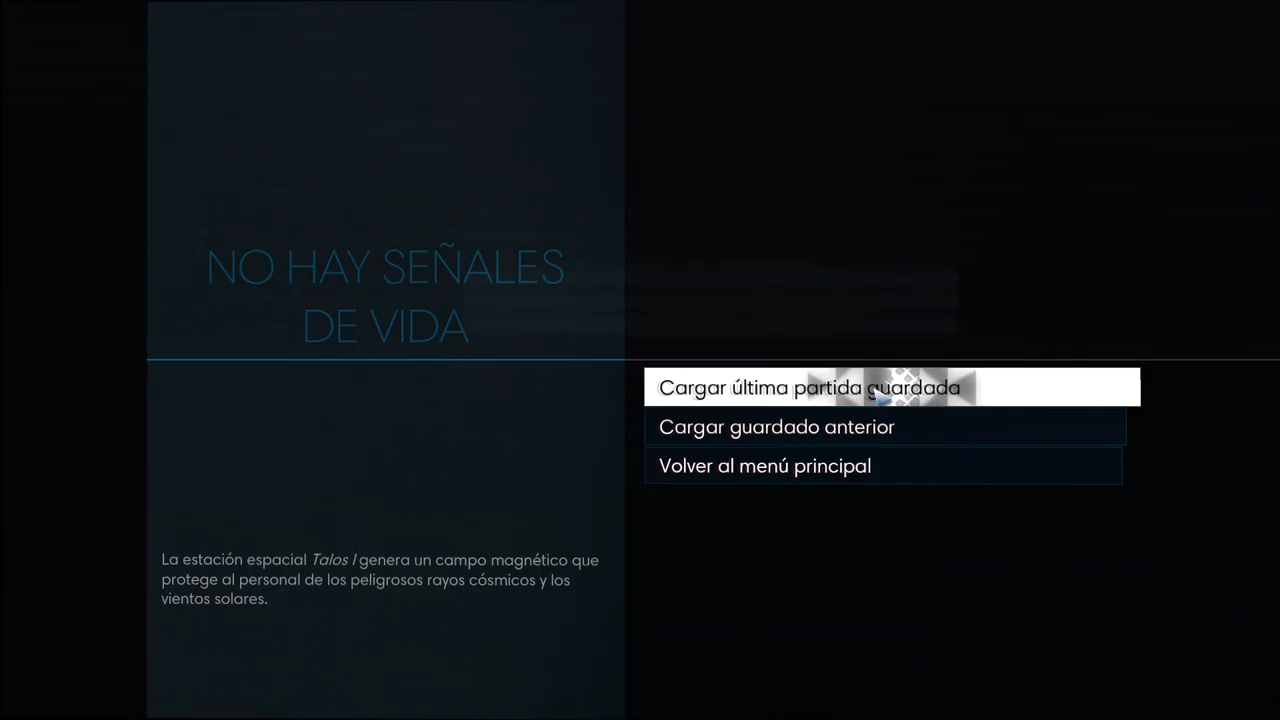 NO HAY SEÑALES
DE VIDA
Cargar última partida guardada
Cargar guardado anterior
Volver al menú principal
La estación espacial Talos I genera un campo magnético que
protege al personal de los peligrosos rayos cósmicos y los
vientos solares.